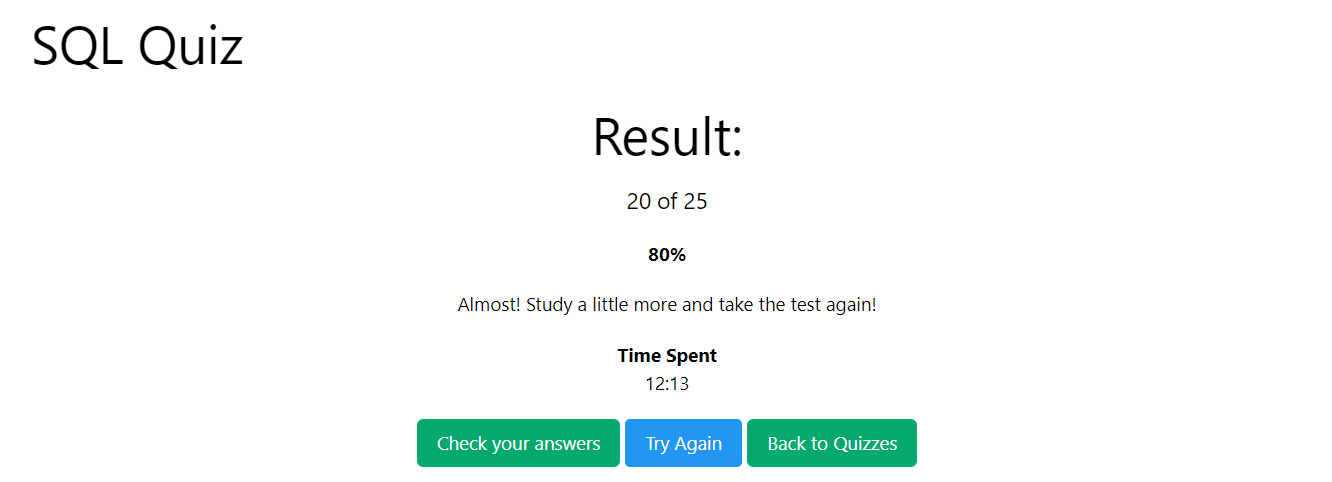 SQL Quiz
Result:
20 of 25
80%
Almost! Study a little more and take the test again!
Time Spent
12:13
Check your answers
Try Again
Back to Quizzes